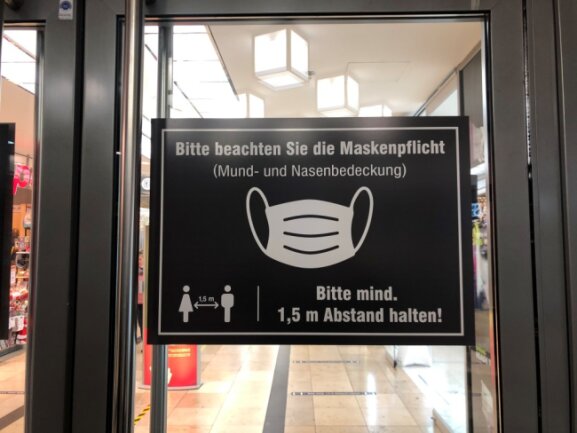 Bitte beachten Sie die Maskenpflicht
(Mund- und Nasenbedeckung)
1,5 m
Bitte mind.
1,5 m Abstand halten!